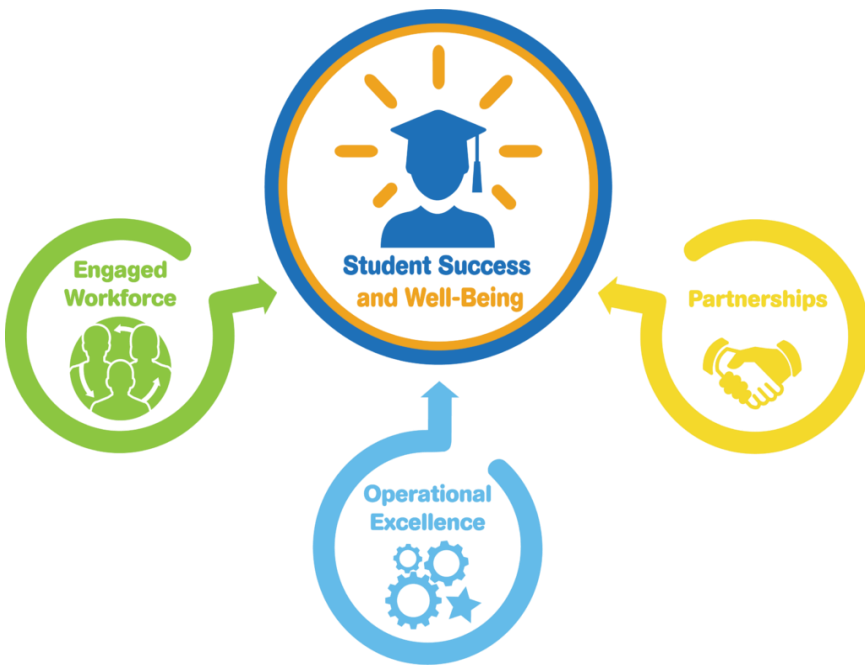 Student Success
and Well-Being
Engaged
Workforce
Partnerships
Operational
Excellence